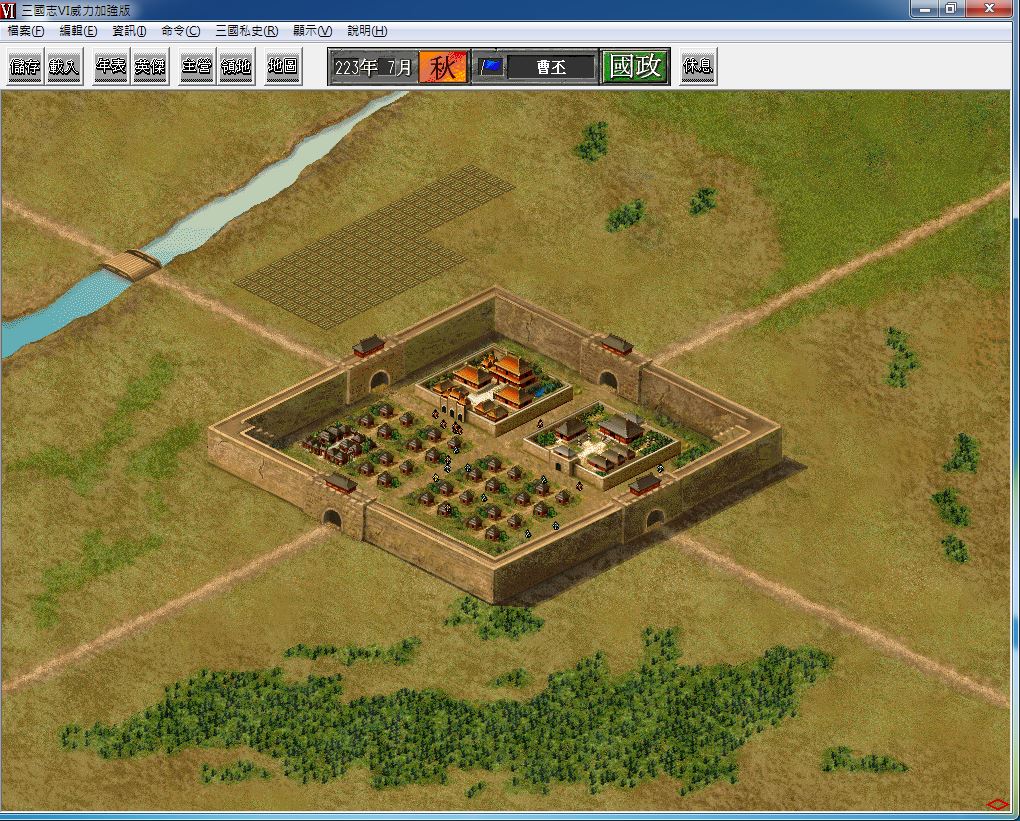 VI 三國志VI威力加強版
檔案(F) 編輯(E) 資訊(I) 命令(C) 三國私史(R) 顯示(V) 說明(H)
儲存 載入 年表 英傑 主營 領地 地圖 223年 7月 秋 曹丕 國政 休息